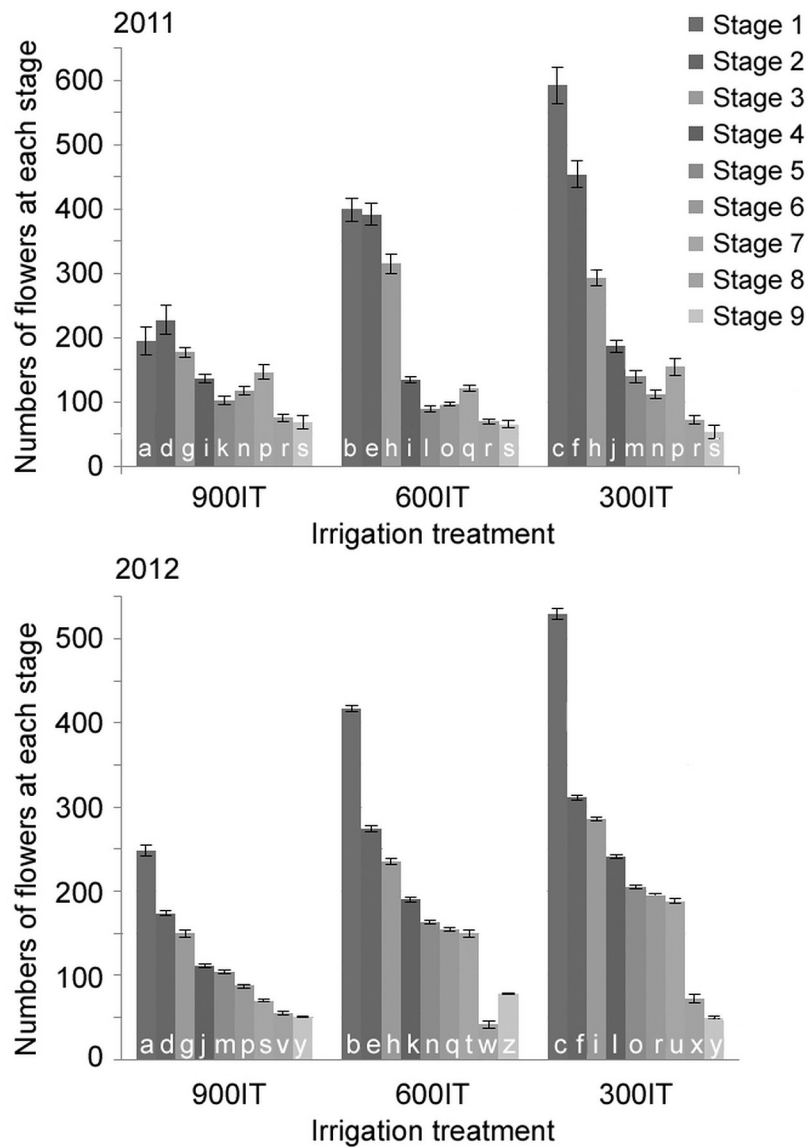 2011
Numbers of flowers at each stage
600
500
400
300
200
100
0
Stage 1
Stage 2
Stage 3
Stage 4
Stage 5
Stage 6
Stage 7
Stage 8
Stage 9
a d g i k n p r s
b e h i l o q r s
c f h j m n p r s
900IT 600IT 300IT
Irrigation treatment
2012
Numbers of flowers at each stage
500
400
300
200
100
0
a d g j m p s v y
b e h k n q t w z
c f i l o r u x y
900IT 600IT 300IT
Irrigation treatment